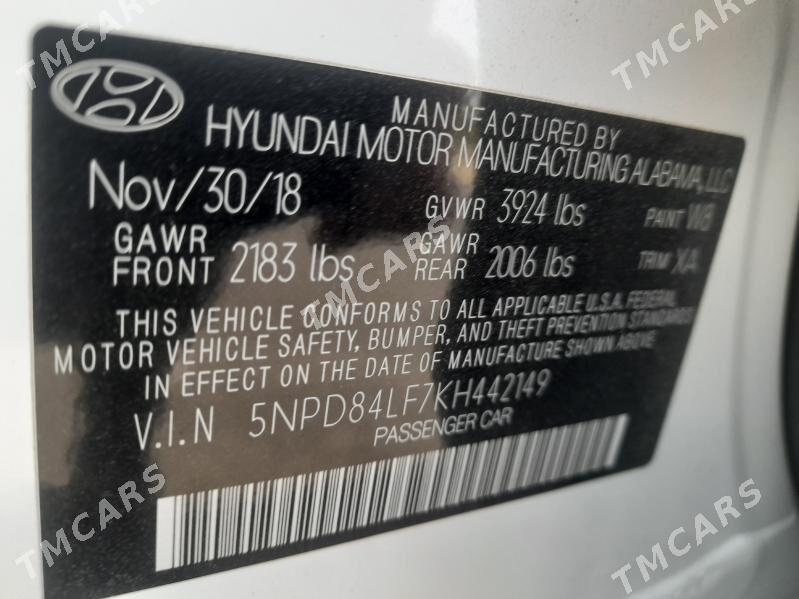 MANUFACTURED BY
HYUNDAI MOTOR MANUFACTURING ALABAMA, LLC
Nov/30/18 GVWR 3924 lbs PAINT W8
GAWR FRONT 2183 lbs GAWR REAR 2006 lbs TRIM XA
THIS VEHICLE CONFORMS TO ALL APPLICABLE U.S.A. FEDERAL
MOTOR VEHICLE SAFETY, BUMPER, AND THEFT PREVENTION STANDARDS
IN EFFECT ON THE DATE OF MANUFACTURE SHOWN ABOVE
V.I.N 5NPD84LF7KH442149
PASSENGER CAR
TMCARS
TMCARS
TMCARS
TMCARS
TMCARS